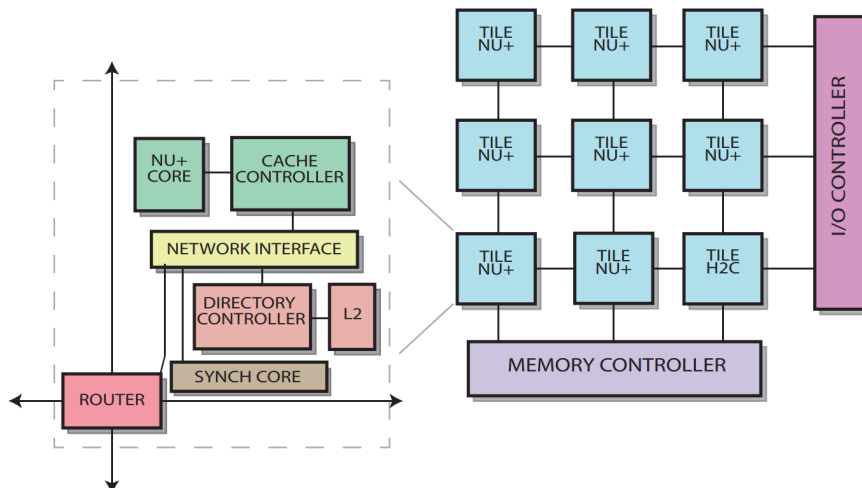 TILE
NU+
TILE
NU+
TILE
NU+
I/O CONTROLLER
NU+
CORE
CACHE
CONTROLLER
TILE
NU+
TILE
NU+
TILE
NU+
NETWORK INTERFACE
TILE
NU+
TILE
NU+
TILE
H2C
DIRECTORY
CONTROLLER
L2
MEMORY CONTROLLER
SYNCH CORE
ROUTER